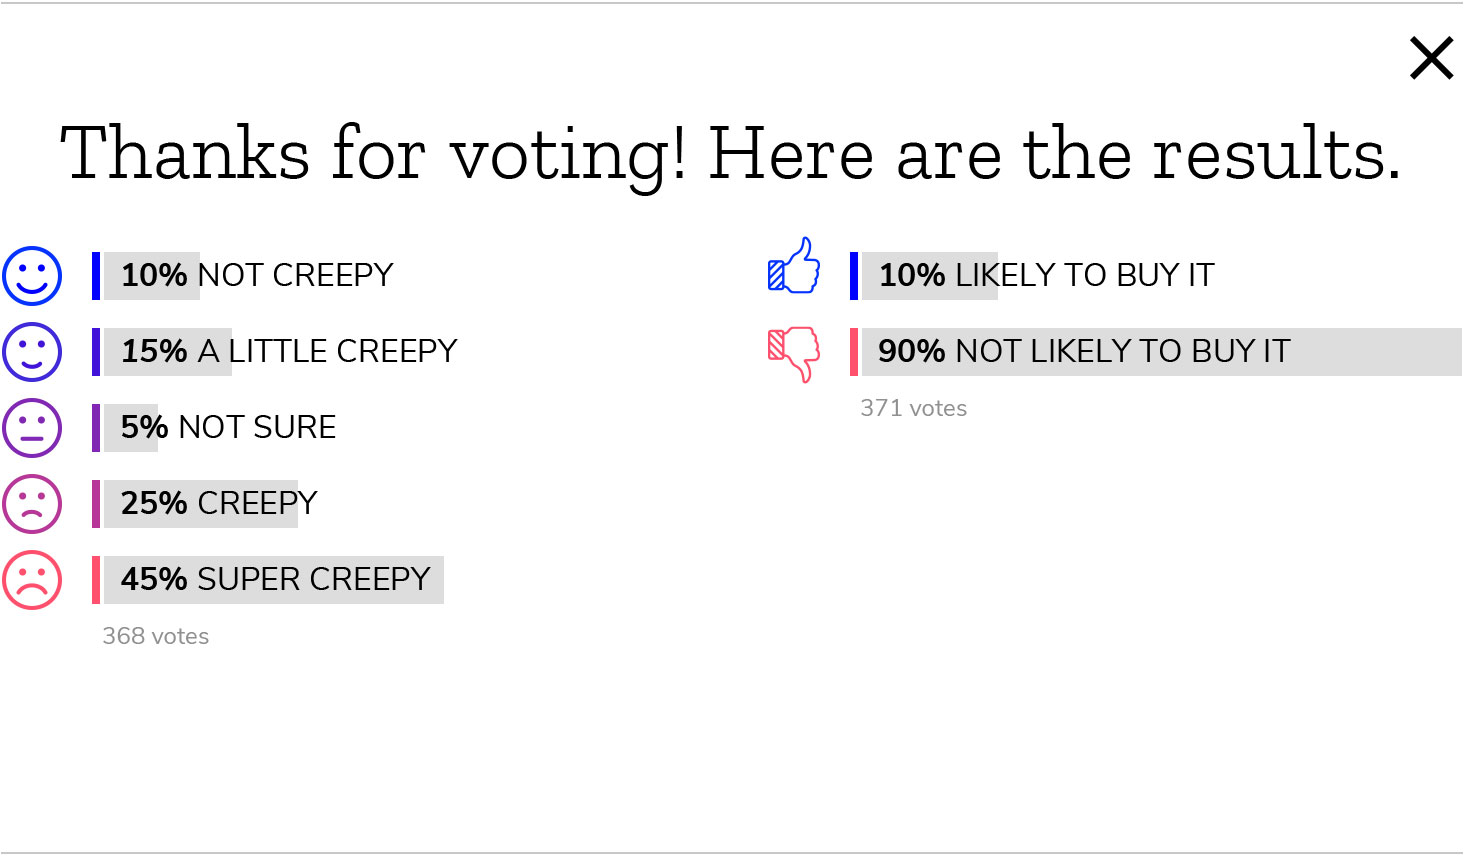 Thanks for voting! Here are the results.
10% NOT CREEPY
15% A LITTLE CREEPY
5% NOT SURE
25% CREEPY
45% SUPER CREEPY
368 votes
10% LIKELY TO BUY IT
90% NOT LIKELY TO BUY IT
371 votes